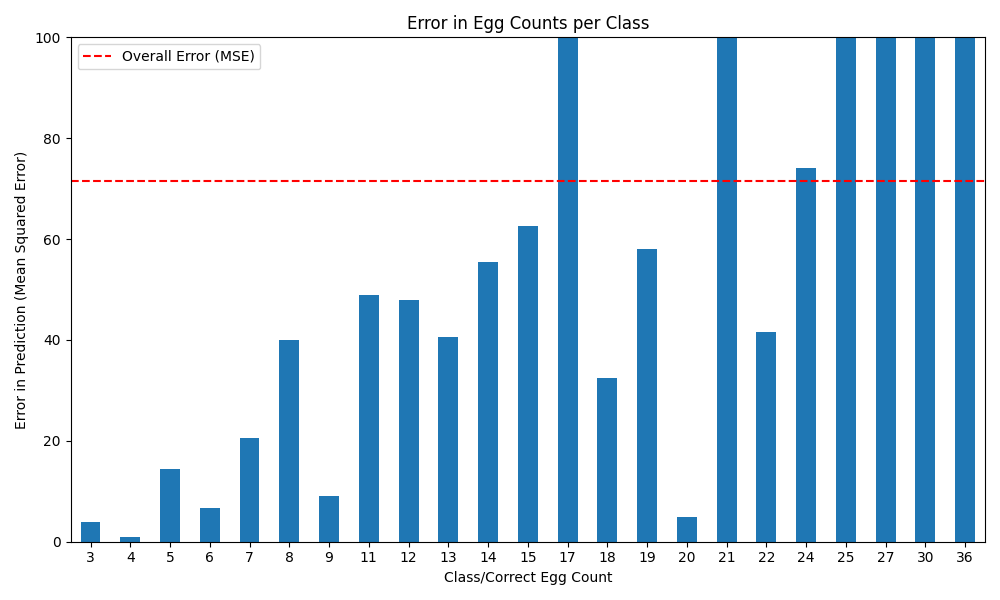 Error in Egg Counts per Class
Overall Error (MSE)
Error in Prediction (Mean Squared Error)
100
80
60
40
20
0
3 4 5 6 7 8 9 11 12 13 14 15 17 18 19 20 21 22 24 25 27 30 36
Class/Correct Egg Count